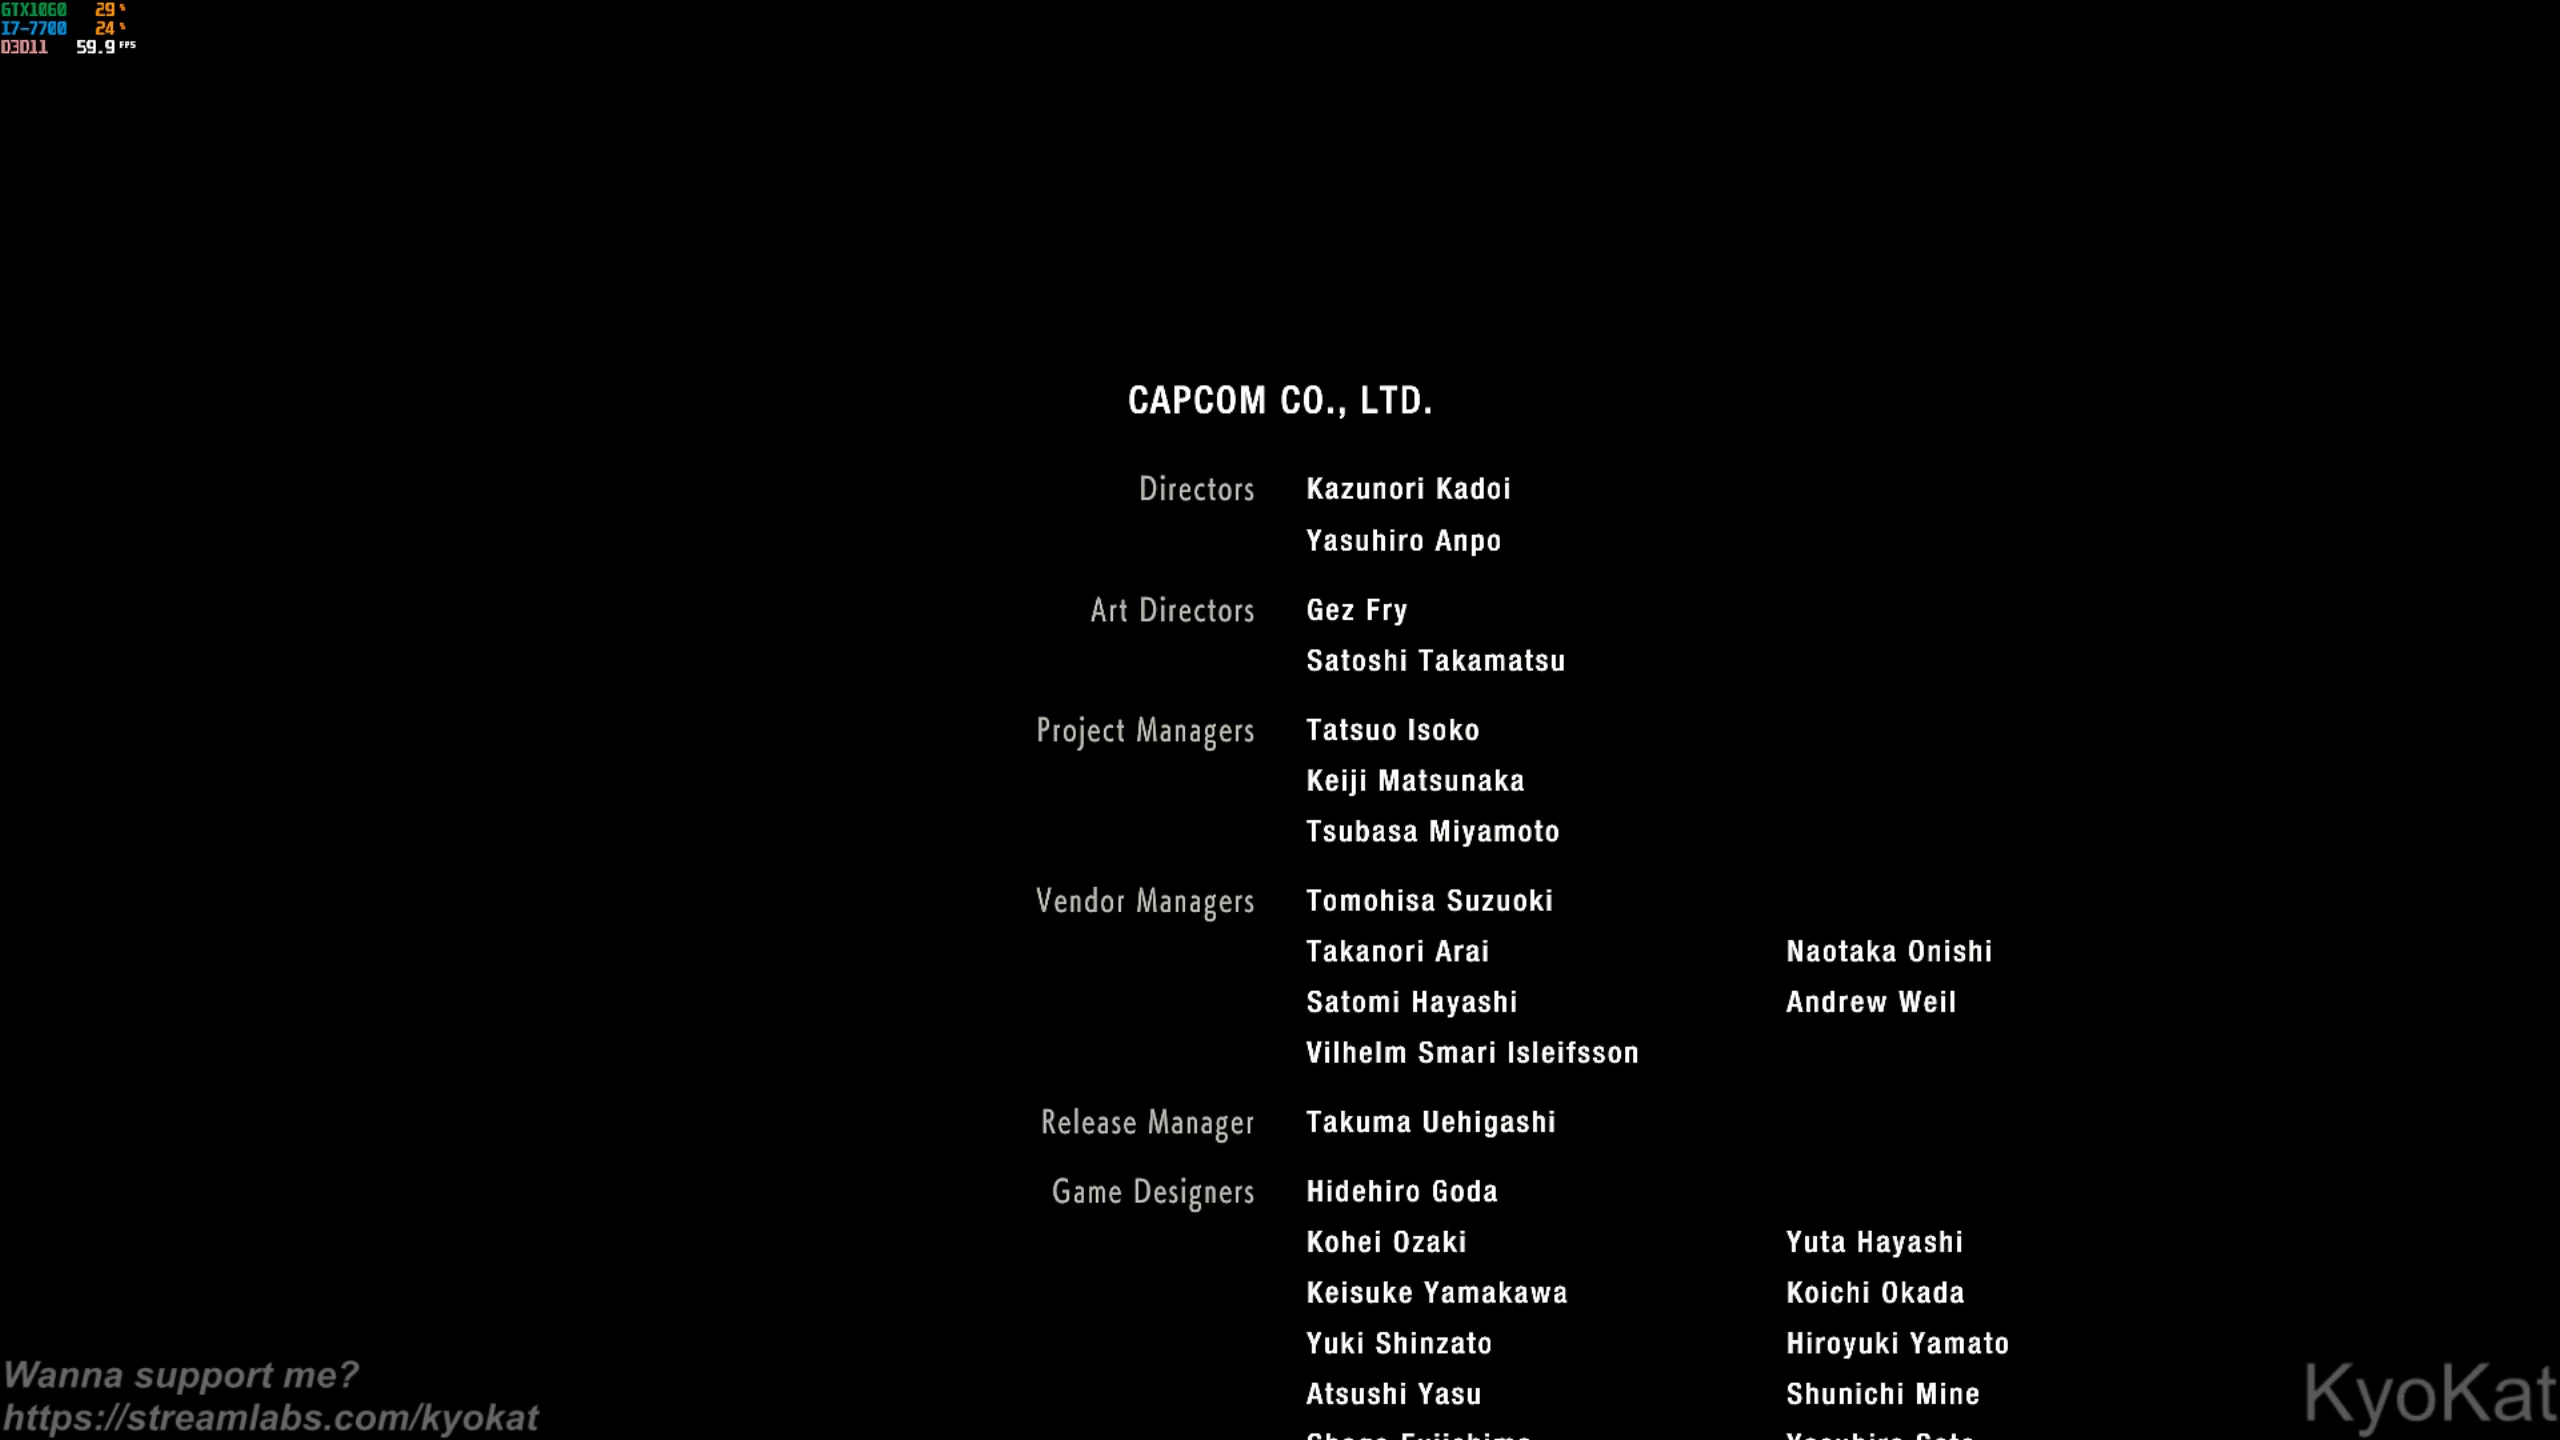 GTX1060 29 %
I7-7700 24 %
D3D11 59.9 FPS
CAPCOM CO., LTD.
Directors Kazunori Kadoi
Yasuhiro Anpo
Art Directors Gez Fry
Satoshi Takamatsu
Project Managers Tatsuo Isoko
Keiji Matsunaka
Tsubasa Miyamoto
Vendor Managers Tomohisa Suzuoki
Takanori Arai Naotaka Onishi
Satomi Hayashi Andrew Weil
Vilhelm Smari Isleifsson
Release Manager Takuma Uehigashi
Game Designers Hidehiro Goda
Kohei Ozaki Yuta Hayashi
Keisuke Yamakawa Koichi Okada
Yuki Shinzato Hiroyuki Yamato
Atsushi Yasu Shunichi Mine
Wanna support me?
https://streamlabs.com/kyokat
KyoKat